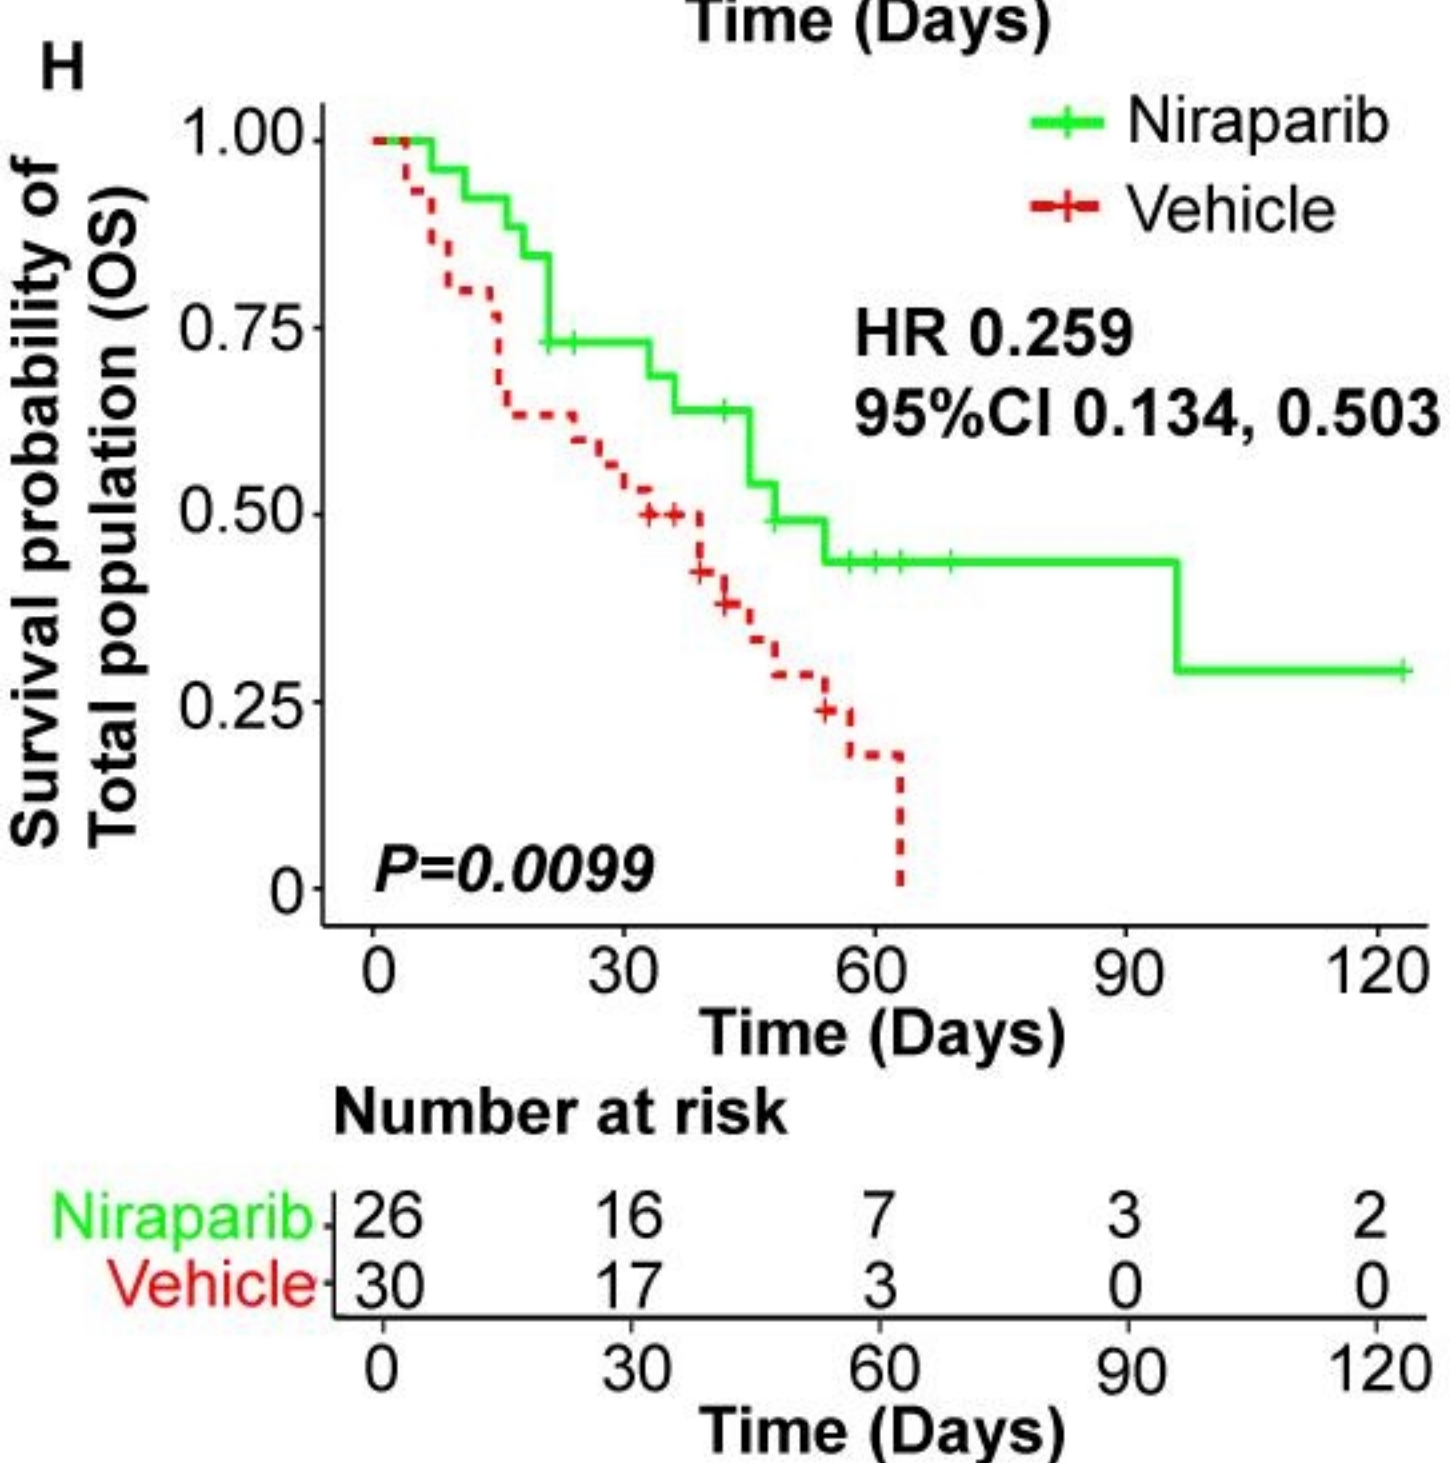 Time (Days)
H
Survival probability of
Total population (OS)
1.00
0.75
0.50
0.25
0
Niraparib
Vehicle
HR 0.259
95%CI 0.134, 0.503
P=0.0099
0 30 60 90 120
Time (Days)
Number at risk
Niraparib 26 16 7 3 2
Vehicle 30 17 3 0 0
0 30 60 90 120
Time (Days)